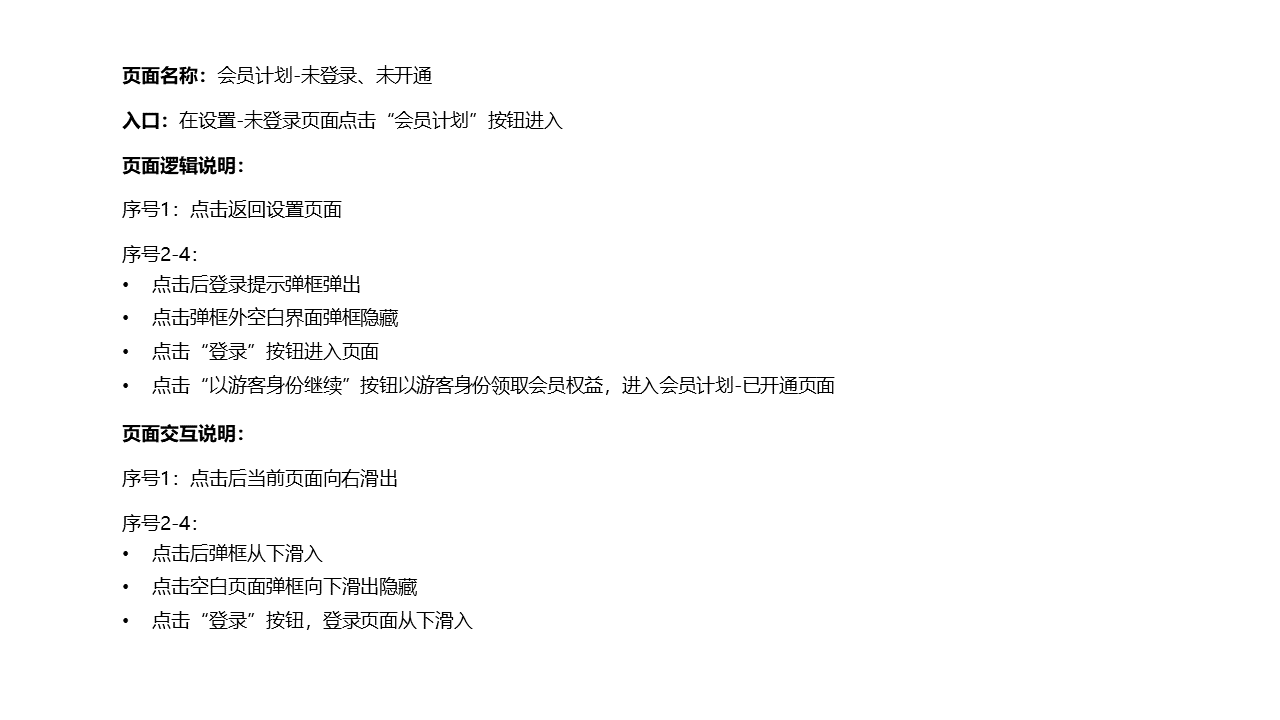 页面名称：会员计划-未登录、未开通
入口：在设置-未登录页面点击“会员计划”按钮进入
页面逻辑说明：
序号1：点击返回设置页面
序号2-4：
• 点击后登录提示弹框弹出
• 点击弹框外空白界面弹框隐藏
• 点击“登录”按钮进入页面
• 点击“以游客身份继续”按钮以游客身份领取会员权益，进入会员计划-已开通页面
页面交互说明：
序号1：点击后当前页面向右滑出
序号2-4：
• 点击后弹框从下滑入
• 点击空白页面弹框向下滑出隐藏
• 点击“登录”按钮，登录页面从下滑入